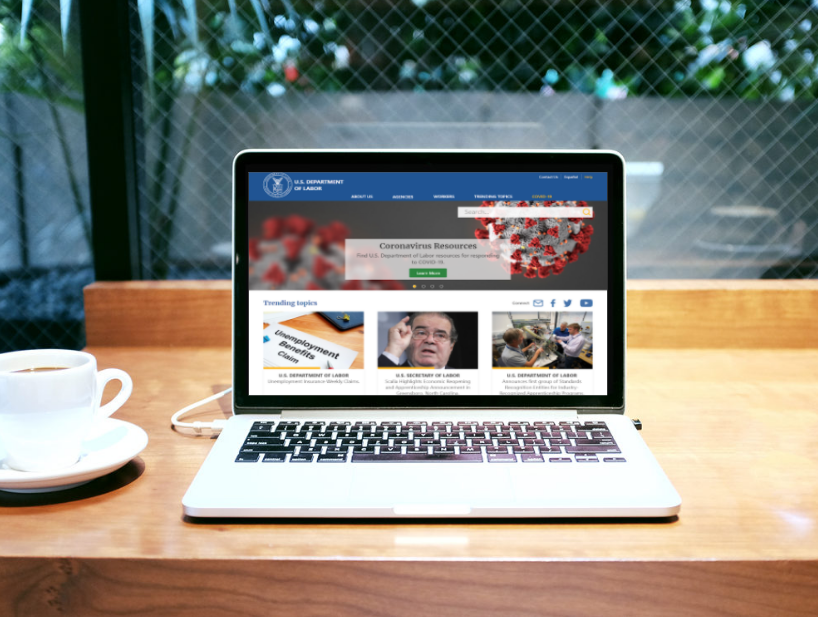 U.S. DEPARTMENT
OF LABOR
Contact Us Español Help
ABOUT US AGENCIES WORKERS TRENDING TOPICS COVID-19
Search...
Coronavirus Resources
Find U.S. Department of Labor resources for responding
to COVID-19.
Learn More
Trending topics
Connect
Unemployment
Benefits
Claim
U.S. DEPARTMENT OF LABOR
Unemployment Insurance Weekly Claims.
U.S. SECRETARY OF LABOR
Scalia Highlights Economic Reopening
and Apprenticeship Announcement in
Greensboro, North Carolina
U.S. DEPARTMENT OF LABOR
Announces first group of Standards
Recognition Entities for Industry-
Recognized Apprenticeship Programs